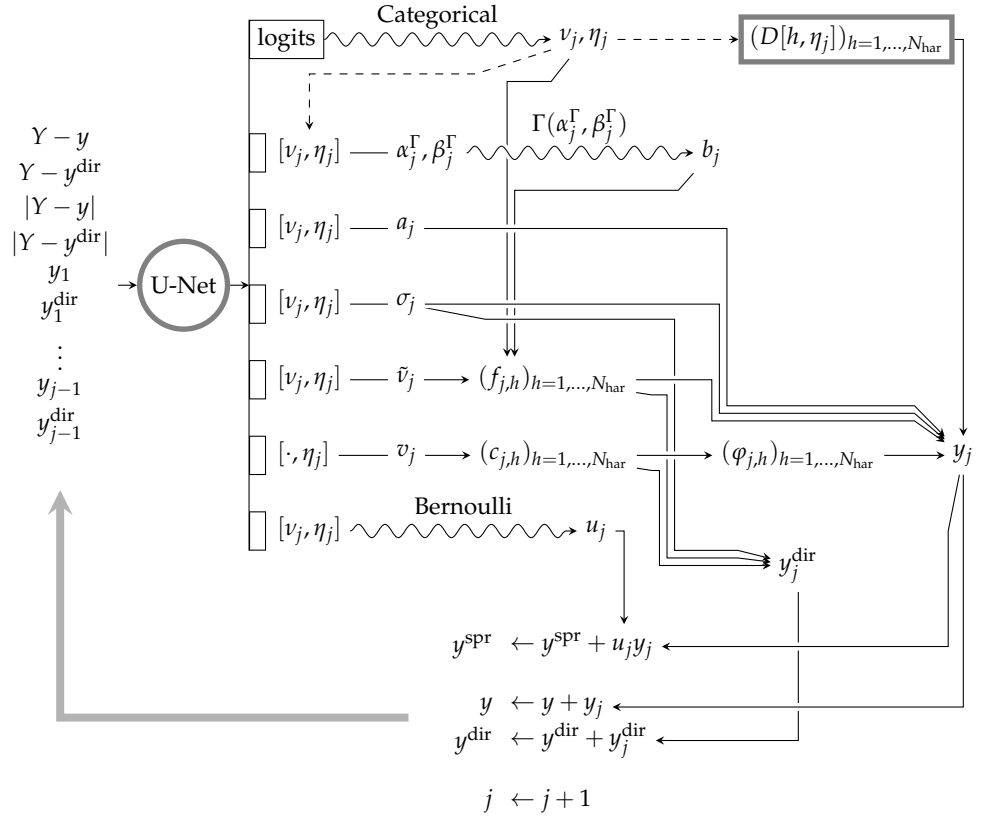 Categorical
logits ν_j, η_j (D[h, η_j])_{h=1,...,N_har}
Γ(α_j^Γ, β_j^Γ)
Y − y
[ν_j, η_j] α_j^Γ, β_j^Γ b_j
Y − y^dir
|Y − y|
[ν_j, η_j] a_j
|Y − y^dir|
y_1
U-Net
[ν_j, η_j] σ_j
y_1^dir
⋮
y_{j−1}
[ν_j, η_j] ν̃_j (f_{j,h})_{h=1,...,N_har}
y_{j−1}^dir
[·, η_j] v_j (c_{j,h})_{h=1,...,N_har} (φ_{j,h})_{h=1,...,N_har} y_j
Bernoulli
[ν_j, η_j] u_j
y_j^dir
y^spr ← y^spr + u_j y_j
y ← y + y_j
y^dir ← y^dir + y_j^dir
j ← j + 1